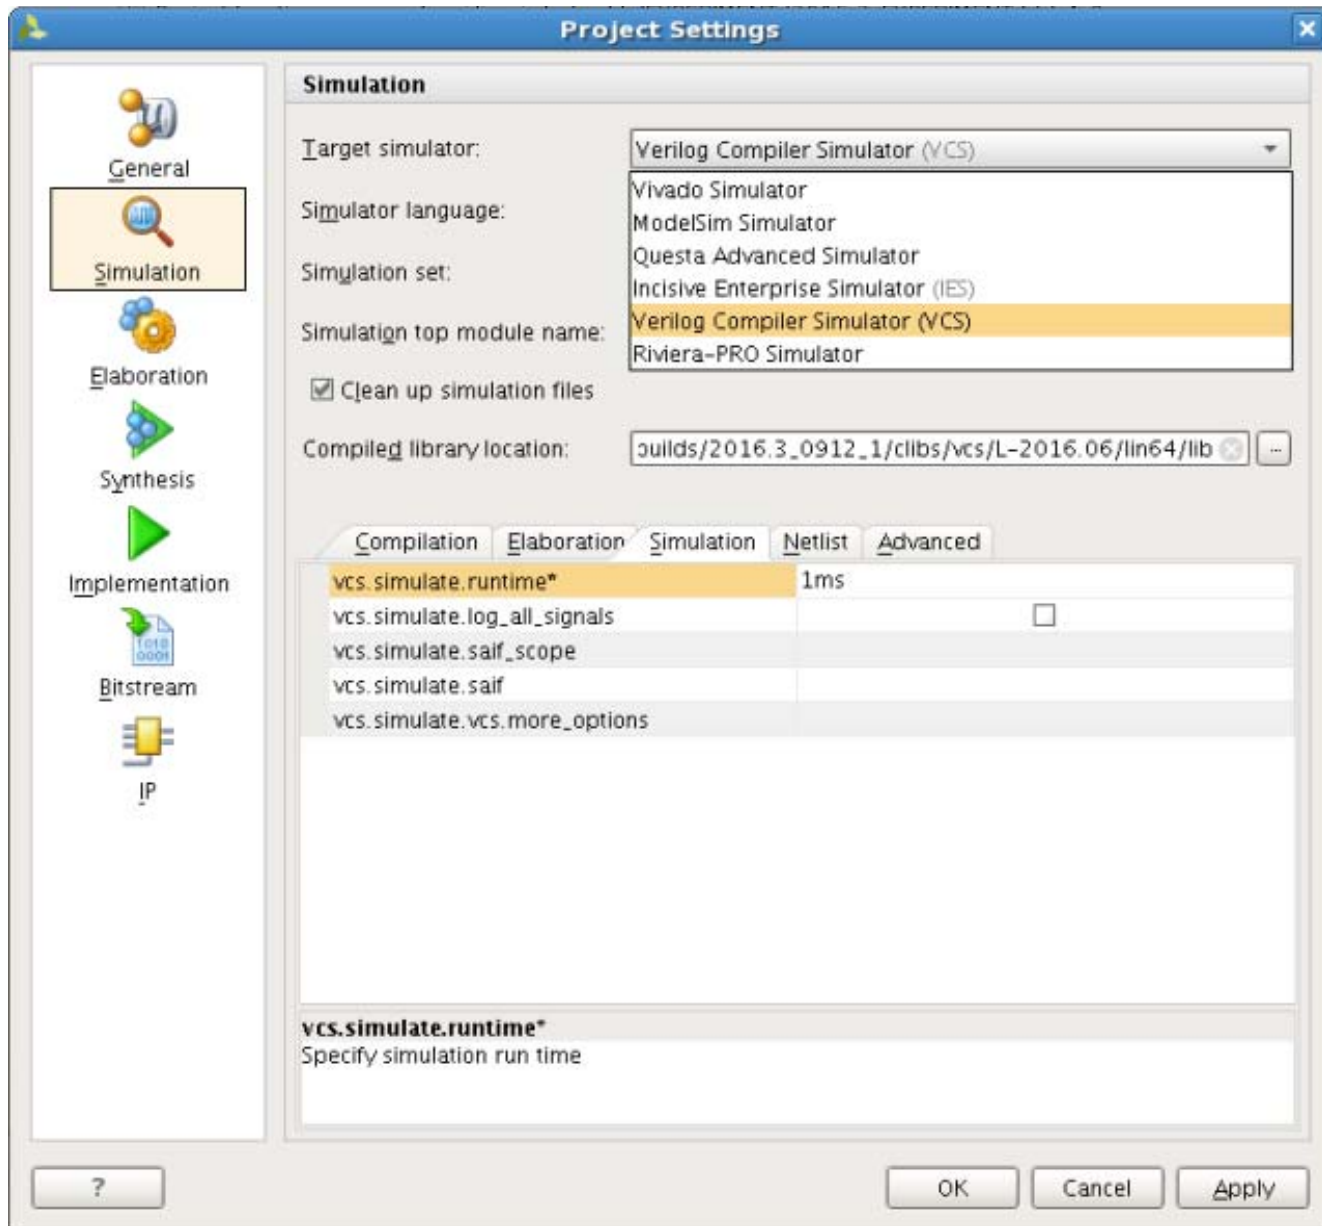 Project Settings
General
Simulation
Elaboration
Synthesis
Implementation
Bitstream
IP
Simulation
Target simulator:
Verilog Compiler Simulator (VCS)
Vivado Simulator
ModelSim Simulator
Questa Advanced Simulator
Incisive Enterprise Simulator (IES)
Verilog Compiler Simulator (VCS)
Riviera-PRO Simulator
Simulator language:
Simulation set:
Simulation top module name:
Clean up simulation files
Compiled library location:
builds/2016.3_0912_1/clibs/vcs/L-2016.06/lin64/lib
...
Compilation Elaboration Simulation Netlist Advanced
vcs.simulate.runtime* 1ms
vcs.simulate.log_all_signals
vcs.simulate.saif_scope
vcs.simulate.saif
vcs.simulate.vcs.more_options
vcs.simulate.runtime*
Specify simulation run time
? OK Cancel Apply